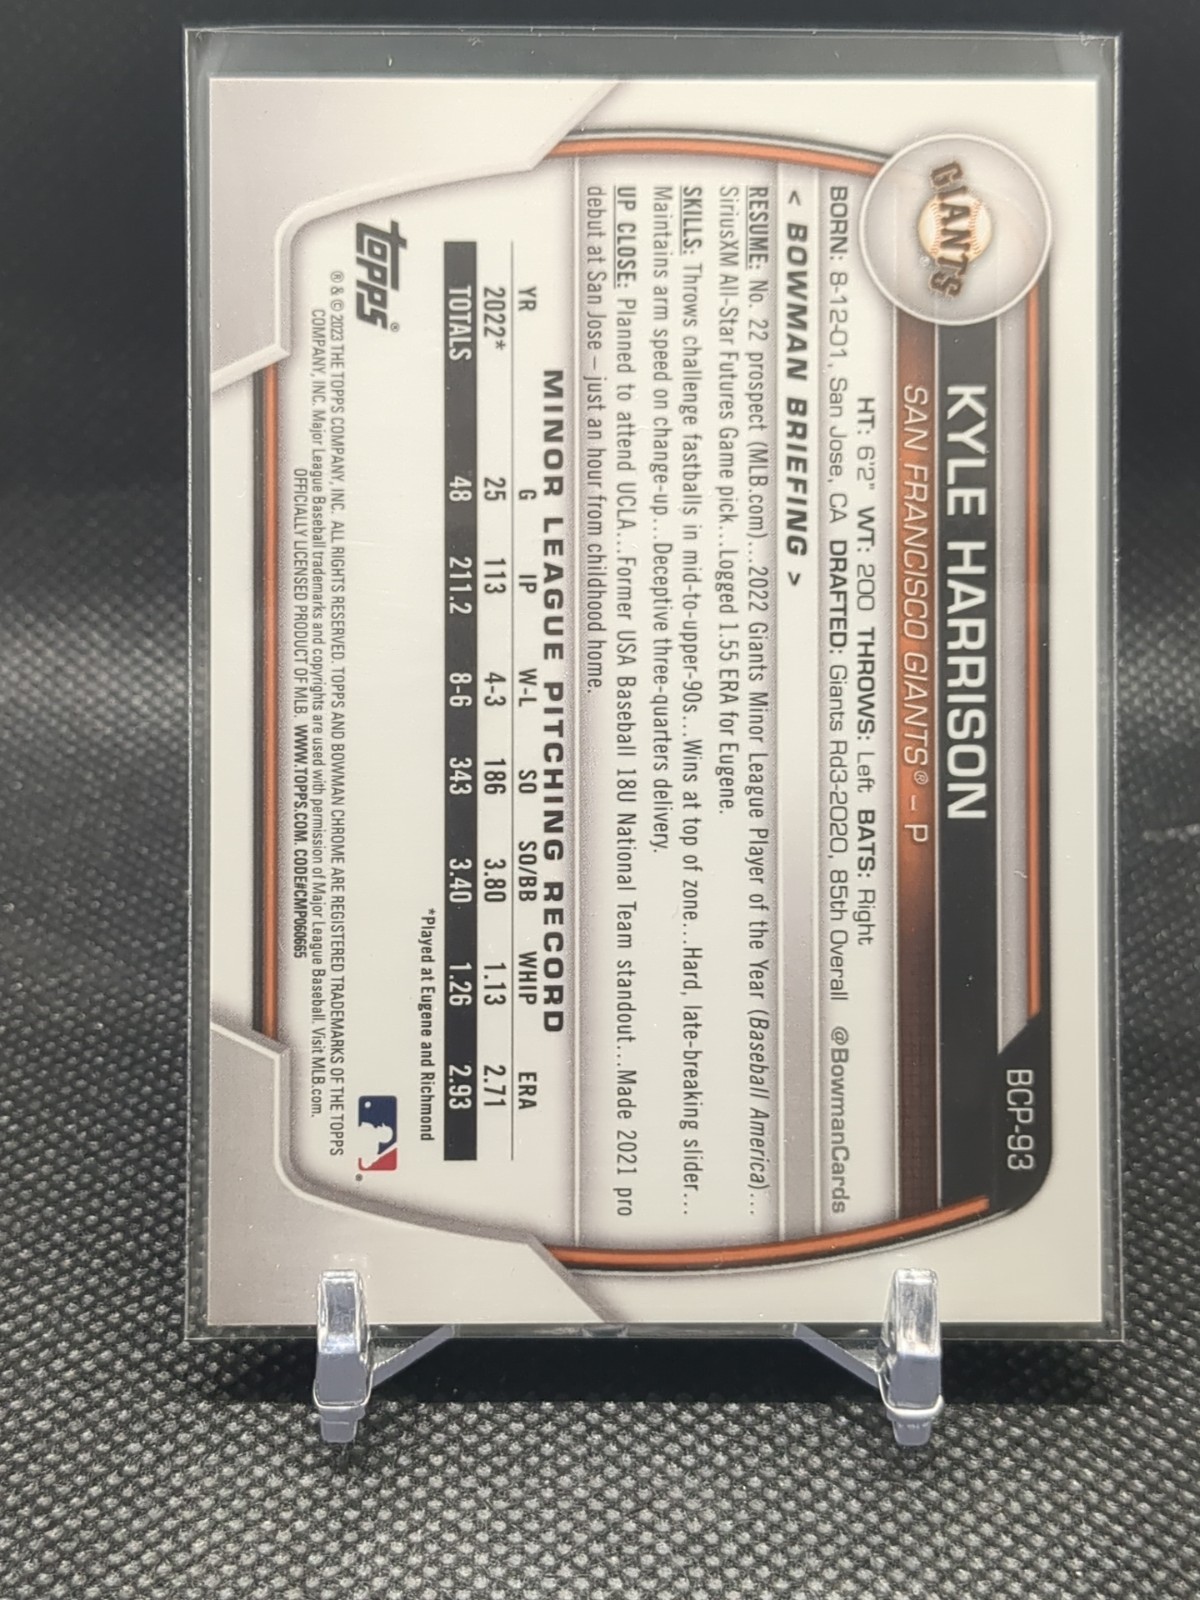 BCP-93
GIANTS
KYLE HARRISON
SAN FRANCISCO GIANTS® – P
HT: 6'2" WT: 200 THROWS: Left BATS: Right
BORN: 8-12-01, San Jose, CA DRAFTED: Giants Rd3-2020, 85th Overall @BowmanCards
< BOWMAN BRIEFING >
RESUME: No. 22 prospect (MLB.com)...2022 Giants Minor League Player of the Year (Baseball America)...
SiriusXM All-Star Futures Game pick...Logged 1.55 ERA for Eugene.
SKILLS: Throws challenge fastballs in mid-to-upper-90s...Wins at top of zone...Hard, late-breaking slider...
Maintains arm speed on change-up...Deceptive three-quarters delivery.
UP CLOSE: Planned to attend UCLA...Former USA Baseball 18U National Team standout...Made 2021 pro
debut at San Jose – just an hour from childhood home.
MINOR LEAGUE PITCHING RECORD
YR G IP W-L SO SO/BB WHIP ERA
2022* 25 113 4-3 186 3.80 1.13 2.71
TOTALS 48 211.2 8-6 343 3.40 1.26 2.93
*Played at Eugene and Richmond
topps®
® & © 2023 THE TOPPS COMPANY, INC. ALL RIGHTS RESERVED. TOPPS AND BOWMAN CHROME ARE REGISTERED TRADEMARKS OF THE TOPPS
COMPANY, INC. Major League Baseball trademarks and copyrights are used with permission of Major League Baseball. Visit MLB.com.
OFFICIALLY LICENSED PRODUCT OF MLB. WWW.TOPPS.COM. CODE#CMP060665